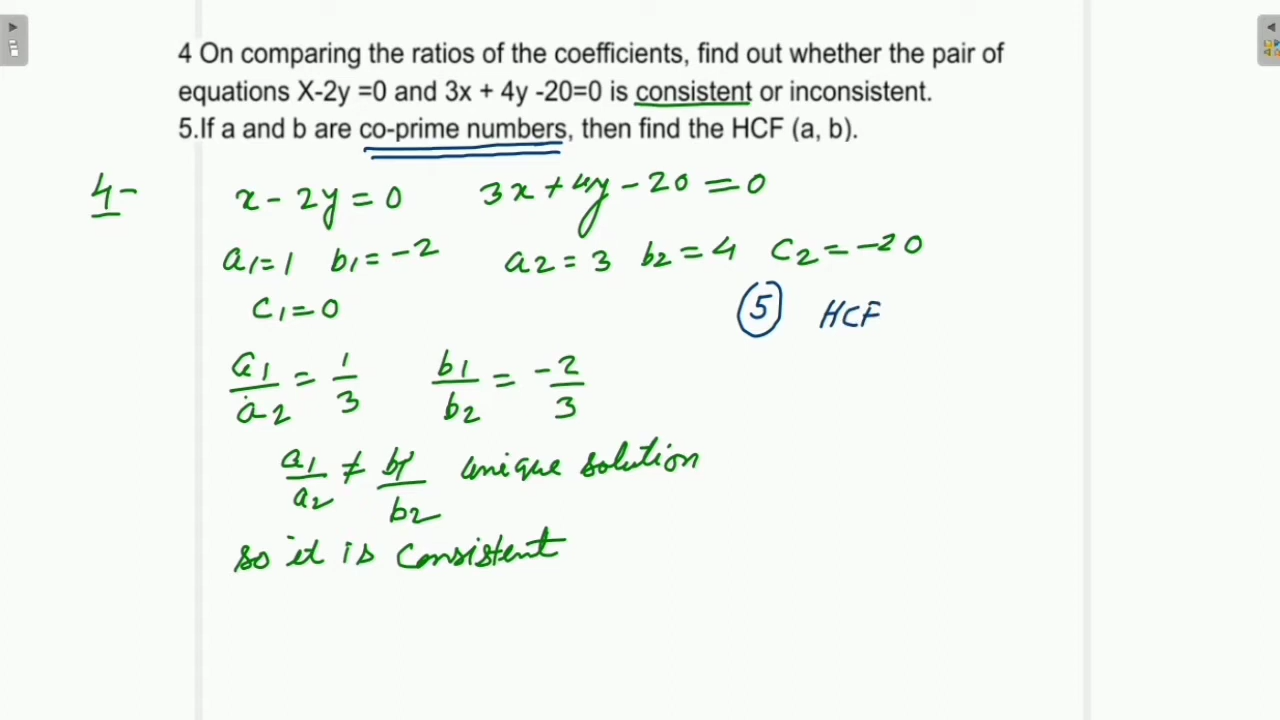 4 On comparing the ratios of the coefficients, find out whether the pair of
equations X-2y =0 and 3x + 4y -20=0 is consistent or inconsistent.
5.If a and b are co-prime numbers, then find the HCF (a, b).
4- x - 2y = 0 3x + 4y - 20 = 0
a1 = 1 b1 = -2 a2 = 3 b2 = 4 c2 = -20
c1 = 0 5 HCF
a1/a2 = 1/3 b1/b2 = -2/3
a1/a2 ≠ b1/b2 unique solution
so it is consistent